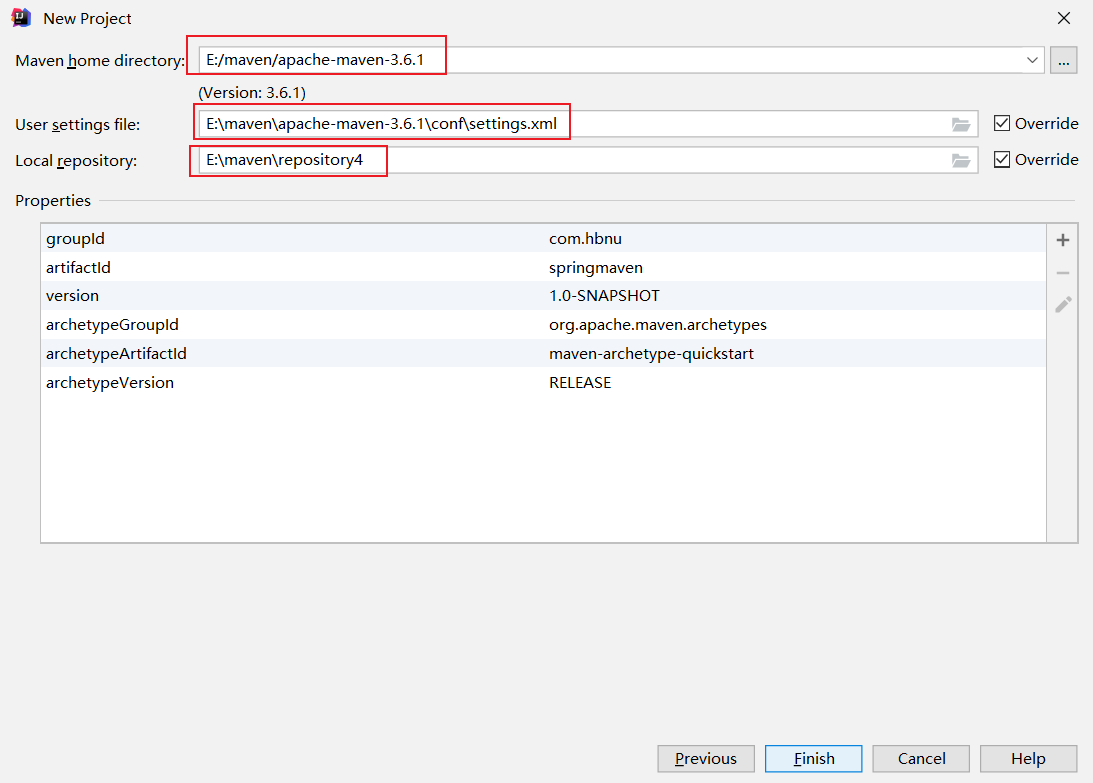 New Project
Maven home directory: E:/maven/apache-maven-3.6.1 ...
(Version: 3.6.1)
User settings file: E:\maven\apache-maven-3.6.1\conf\settings.xml Override
Local repository: E:\maven\repository4 Override
Properties
groupId com.hbnu
artifactId springmaven
version 1.0-SNAPSHOT
archetypeGroupId org.apache.maven.archetypes
archetypeArtifactId maven-archetype-quickstart
archetypeVersion RELEASE
Previous Finish Cancel Help